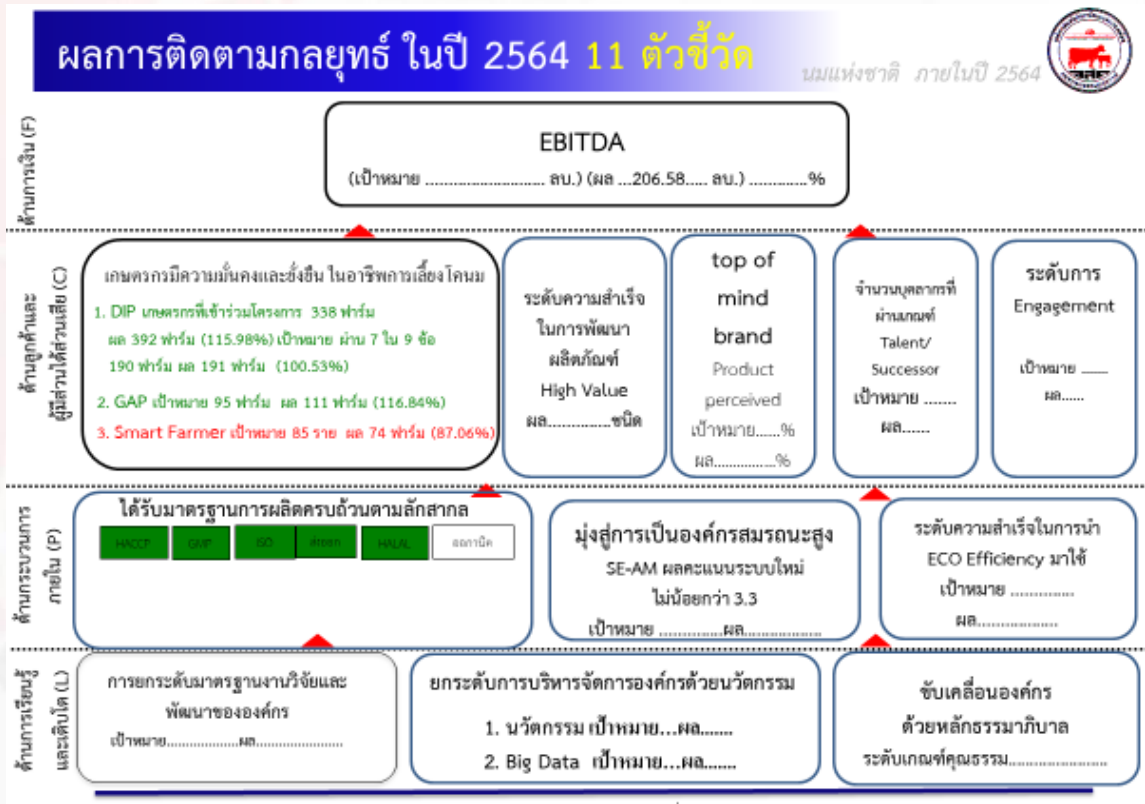 ผลการติดตามกลยุทธ์ ในปี 2564 11 ตัวชี้วัด
นมแห่งชาติ ภายในปี 2564
ด้านการเงิน (F)
EBITDA
(เป้าหมาย ............................ ลบ.) (ผล ...206.58..... ลบ.) .............%
ด้านลูกค้าและ
ผู้มีส่วนได้ส่วนเสีย (C)
เกษตรกรมีความมั่นคงและยั่งยืน ในอาชีพการเลี้ยงโคนม
1. DIP เกษตรกรที่เข้าร่วมโครงการ 338 ฟาร์ม
ผล 392 ฟาร์ม (115.98%) เป้าหมาย ผ่าน 7 ใน 9 ข้อ
190 ฟาร์ม ผล 191 ฟาร์ม (100.53%)
2. GAP เป้าหมาย 95 ฟาร์ม ผล 111 ฟาร์ม (116.84%)
3. Smart Farmer เป้าหมาย 85 ราย ผล 74 ฟาร์ม (87.06%)
ระดับความสำเร็จ
ในการพัฒนา
ผลิตภัณฑ์
High Value
ผล..............ชนิด
top of
mind
brand
Product
perceived
เป้าหมาย......%
ผล...............%
จำนวนบุคลากรที่
ผ่านเกณฑ์
Talent/
Successor
เป้าหมาย .......
ผล......
ระดับการ
Engagement
เป้าหมาย ......
ผล......
ด้านกระบวนการ
ภายใน (P)
ได้รับมาตรฐานการผลิตครบถ้วนตามลักสากล
HACCP
GMP
ISO
ส่งออก
HALAL
ออกานิค
มุ่งสู่การเป็นองค์กรสมรรถนะสูง
SE-AM ผลคะแนนระบบใหม่
ไม่น้อยกว่า 3.3
เป้าหมาย ...............ผล.................
ระดับความสำเร็จในการนำ
ECO Efficiency มาใช้
เป้าหมาย ...............
ผล...................
ด้านการเรียนรู้
และเติบโต (L)
การยกระดับมาตรฐานงานวิจัยและ
พัฒนาขององค์กร
เป้าหมาย...................ผล......................
ยกระดับการบริหารจัดการองค์กรด้วยนวัตกรรม
1. นวัตกรรม เป้าหมาย...ผล.......
2. Big Data เป้าหมาย...ผล.......
ขับเคลื่อนองค์กร
ด้วยหลักธรรมาภิบาล
ระดับเกณฑ์คุณธรรม........................